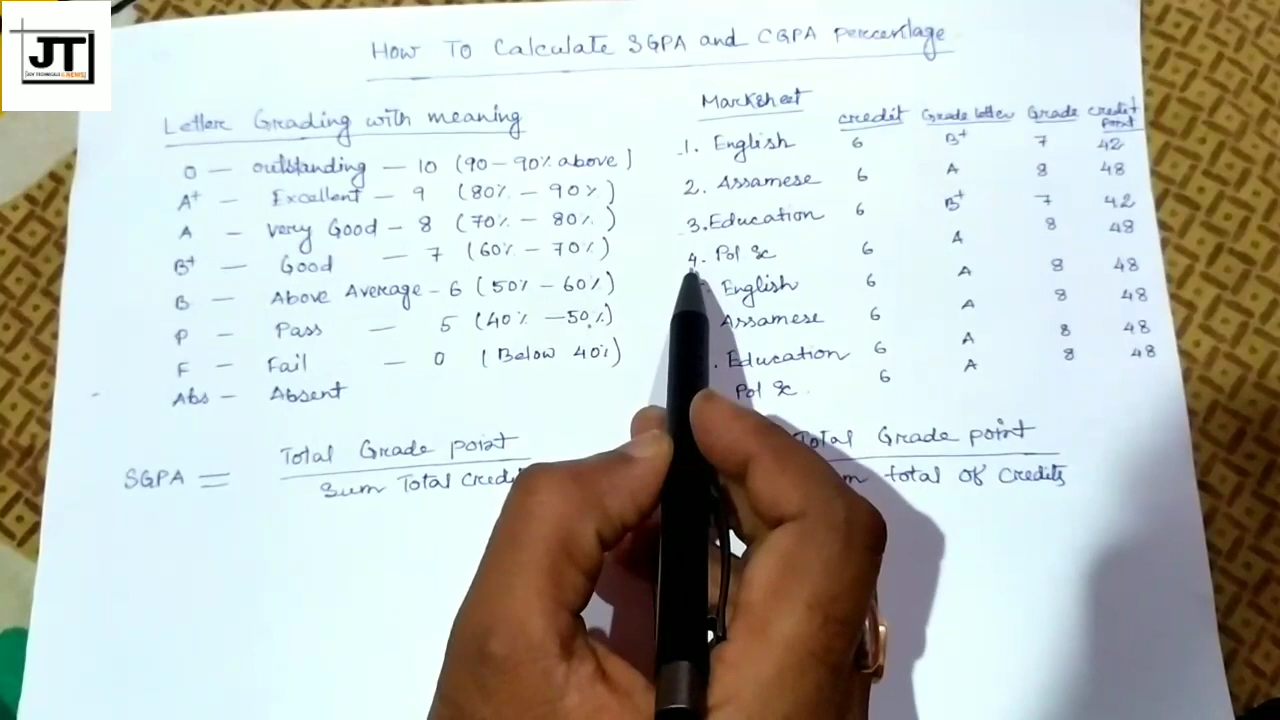 JT
How To Calculate SGPA and CGPA percentage
Letter Grading with meaning
O — outstanding — 10 (90 – 90% above)
A+ — Excellent — 9 (80% – 90%)
A — Very Good — 8 (70% – 80%)
B+ — Good — 7 (60% – 70%)
B — Above Average – 6 (50% – 60%)
P — Pass — 5 (40% – 50%)
F — Fail — 0 (Below 40%)
Abs — Absent
SGPA = Total Grade point
Sum Total
Marksheet
credit Grade letter Grade credit point
1. English 6 B+ 7 42
2. Assamese 6 A 8 48
3. Education 6 B+ 7 42
4. Pol Sc 6 A 8 48
English 6 A 8 48
Assamese 6 A 8 48
Education 6 A 8 48
Pol Sc 6 A 8 48
Total Grade point
total of credits